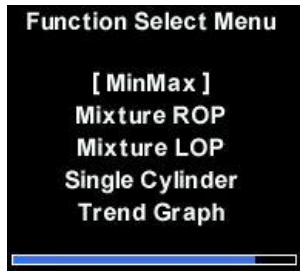 Function Select Menu
[ MinMax ]
Mixture ROP
Mixture LOP
Single Cylinder
Trend Graph